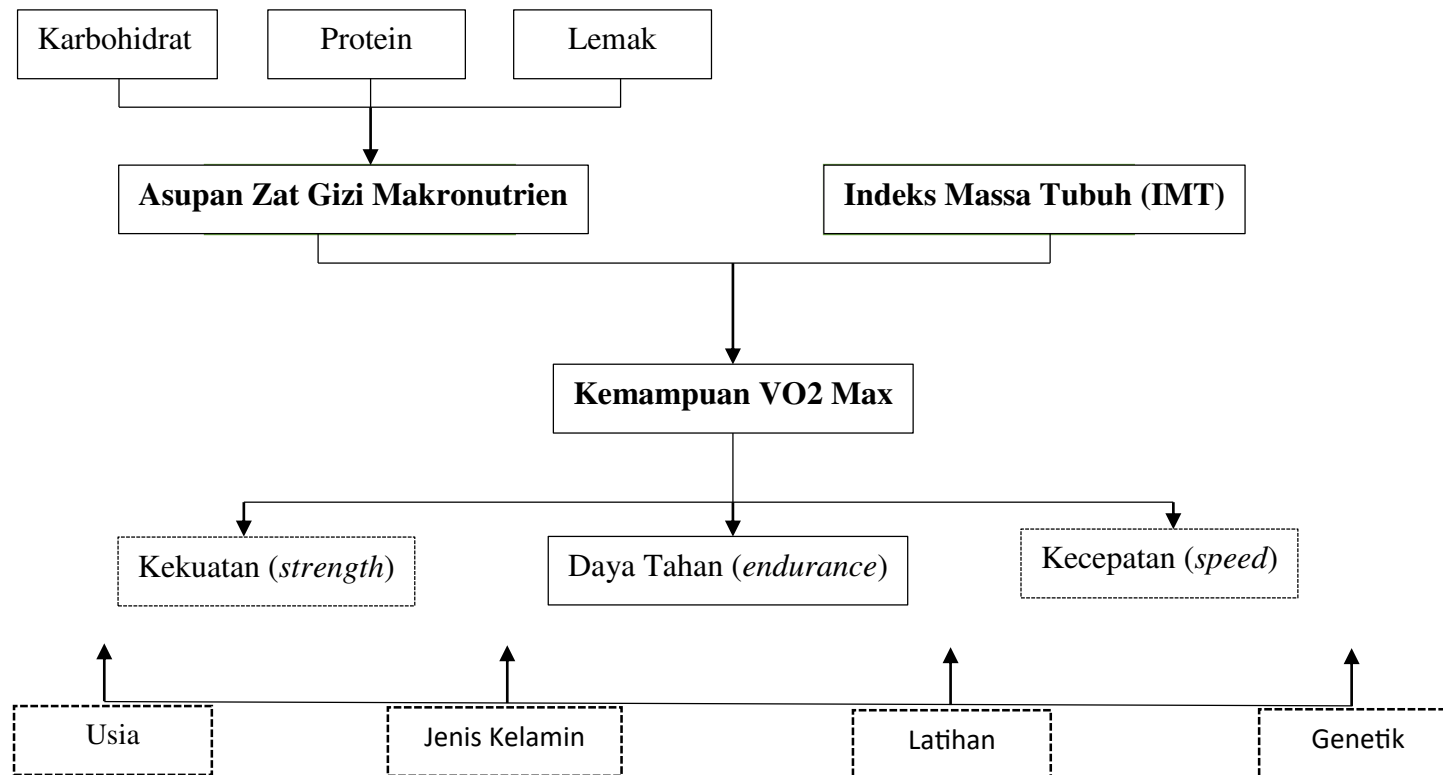 Karbohidrat
Protein
Lemak
Asupan Zat Gizi Makronutrien
Indeks Massa Tubuh (IMT)
Kemampuan VO2 Max
Kekuatan (strength)
Daya Tahan (endurance)
Kecepatan (speed)
Usia
Jenis Kelamin
Latihan
Genetik